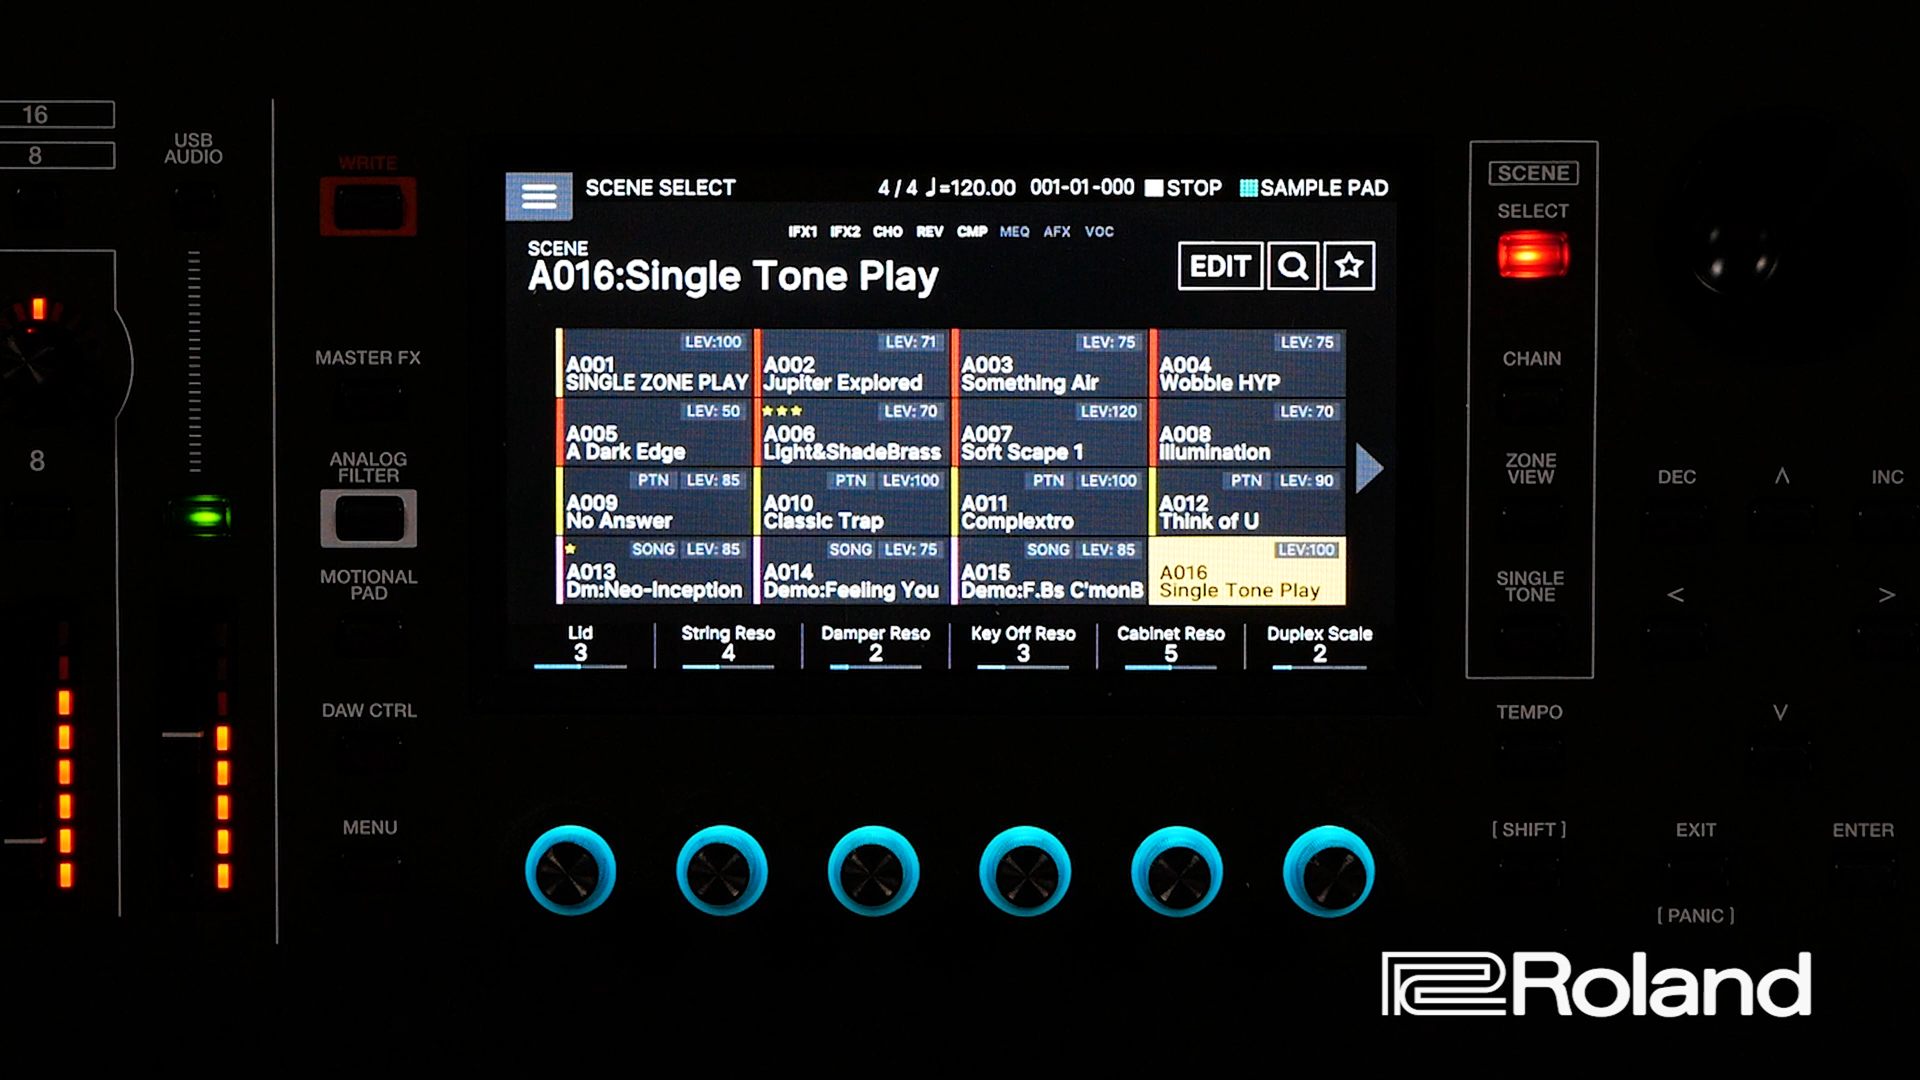 16
8
USB
AUDIO
8
WRITE
MASTER FX
ANALOG
FILTER
MOTIONAL
PAD
DAW CTRL
MENU
SCENE SELECT
4/4 ♩=120.00 001-01-000 STOP SAMPLE PAD
IFX1 IFX2 CHO REV CMP MEQ AFX VOC
SCENE
A016:Single Tone Play
EDIT
LEV:100
A001
SINGLE ZONE PLAY
LEV: 71
A002
Jupiter Explored
LEV: 75
A003
Something Air
LEV: 75
A004
Wobble HYP
LEV: 50
A005
A Dark Edge
★★★ LEV: 70
A006
Light&ShadeBrass
LEV:120
A007
Soft Scape 1
LEV: 70
A008
Illumination
PTN LEV: 85
A009
No Answer
PTN LEV:100
A010
Classic Trap
PTN LEV:100
A011
Complextro
PTN LEV: 90
A012
Think of U
★ SONG LEV: 85
A013
Dm:Neo-Inception
SONG LEV: 75
A014
Demo:Feeling You
SONG LEV: 85
A015
Demo:F.Bs C'monB
LEV:100
A016
Single Tone Play
Lid
3
String Reso
4
Damper Reso
2
Key Off Reso
3
Cabinet Reso
5
Duplex Scale
2
SCENE
SELECT
CHAIN
ZONE
VIEW
SINGLE
TONE
TEMPO
[SHIFT]
DEC
INC
EXIT
ENTER
[PANIC]
Roland